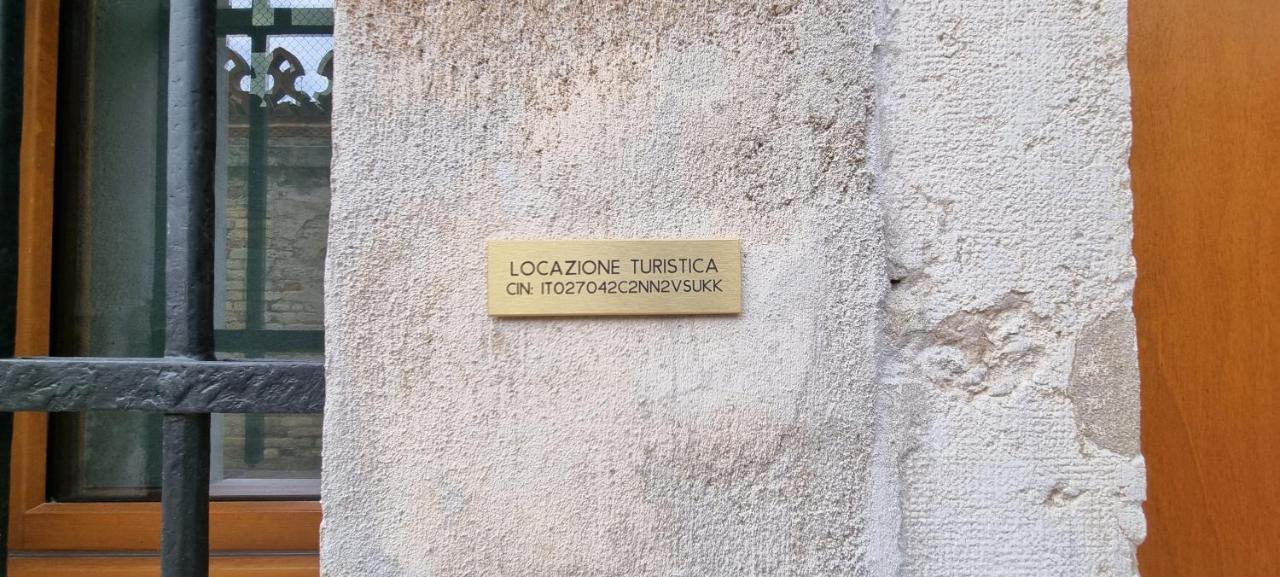 LOCAZIONE TURISTICA
CIN: IT027042C2NN2VSUKK